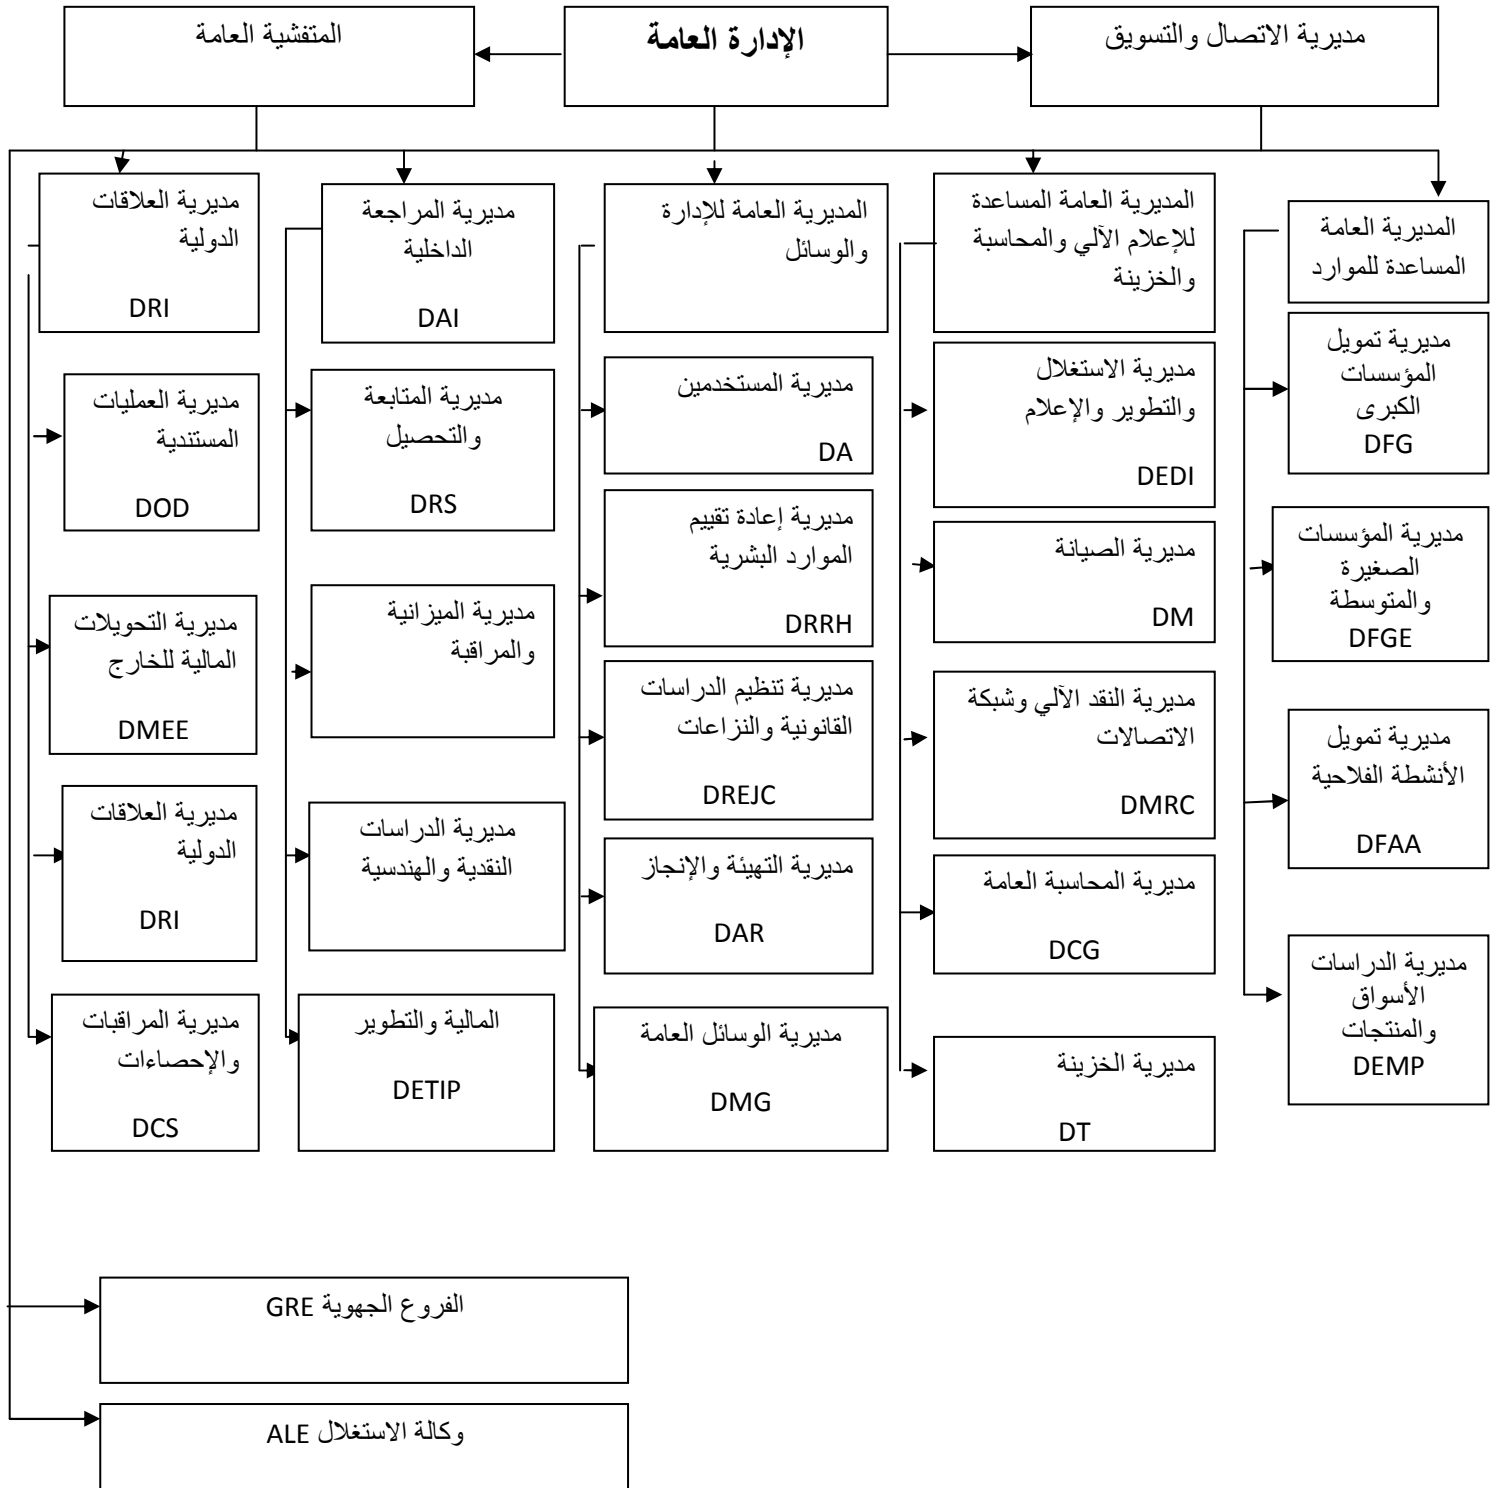 مديرية الاتصال والتسويق
الإدارة العامة
المتفشية العامة
المديرية العامة
المساعدة للموارد
مديرية تمويل
المؤسسات
الكبرى
DFG
مديرية المؤسسات
الصغيرة
والمتوسطة
DFGE
مديرية تمويل
الأنشطة الفلاحية
DFAA
مديرية الدراسات
الأسواق
والمنتجات
DEMP
المديرية العامة المساعدة
للإعلام الآلي والمحاسبة
والخزينة
مديرية الاستغلال
والتطوير والإعلام
DEDI
مديرية الصيانة
DM
مديرية النقد الآلي وشبكة
الاتصالات
DMRC
مديرية المحاسبة العامة
DCG
مديرية الخزينة
DT
المديرية العامة للإدارة
والوسائل
مديرية المستخدمين
DA
مديرية إعادة تقييم
الموارد البشرية
DRRH
مديرية تنظيم الدراسات
القانونية والنزاعات
DREJC
مديرية التهيئة والإنجاز
DAR
مديرية الوسائل العامة
DMG
مديرية المراجعة
الداخلية
DAI
مديرية المتابعة
والتحصيل
DRS
مديرية الميزانية
والمراقبة
مديرية الدراسات
النقدية والهندسية
المالية والتطوير
DETIP
مديرية العلاقات
الدولية
DRI
مديرية العمليات
المستندية
DOD
مديرية التحويلات
المالية للخارج
DMEE
مديرية العلاقات
الدولية
DRI
مديرية المراقبات
والإحصاءات
DCS
الفروع الجهوية GRE
وكالة الاستغلال ALE